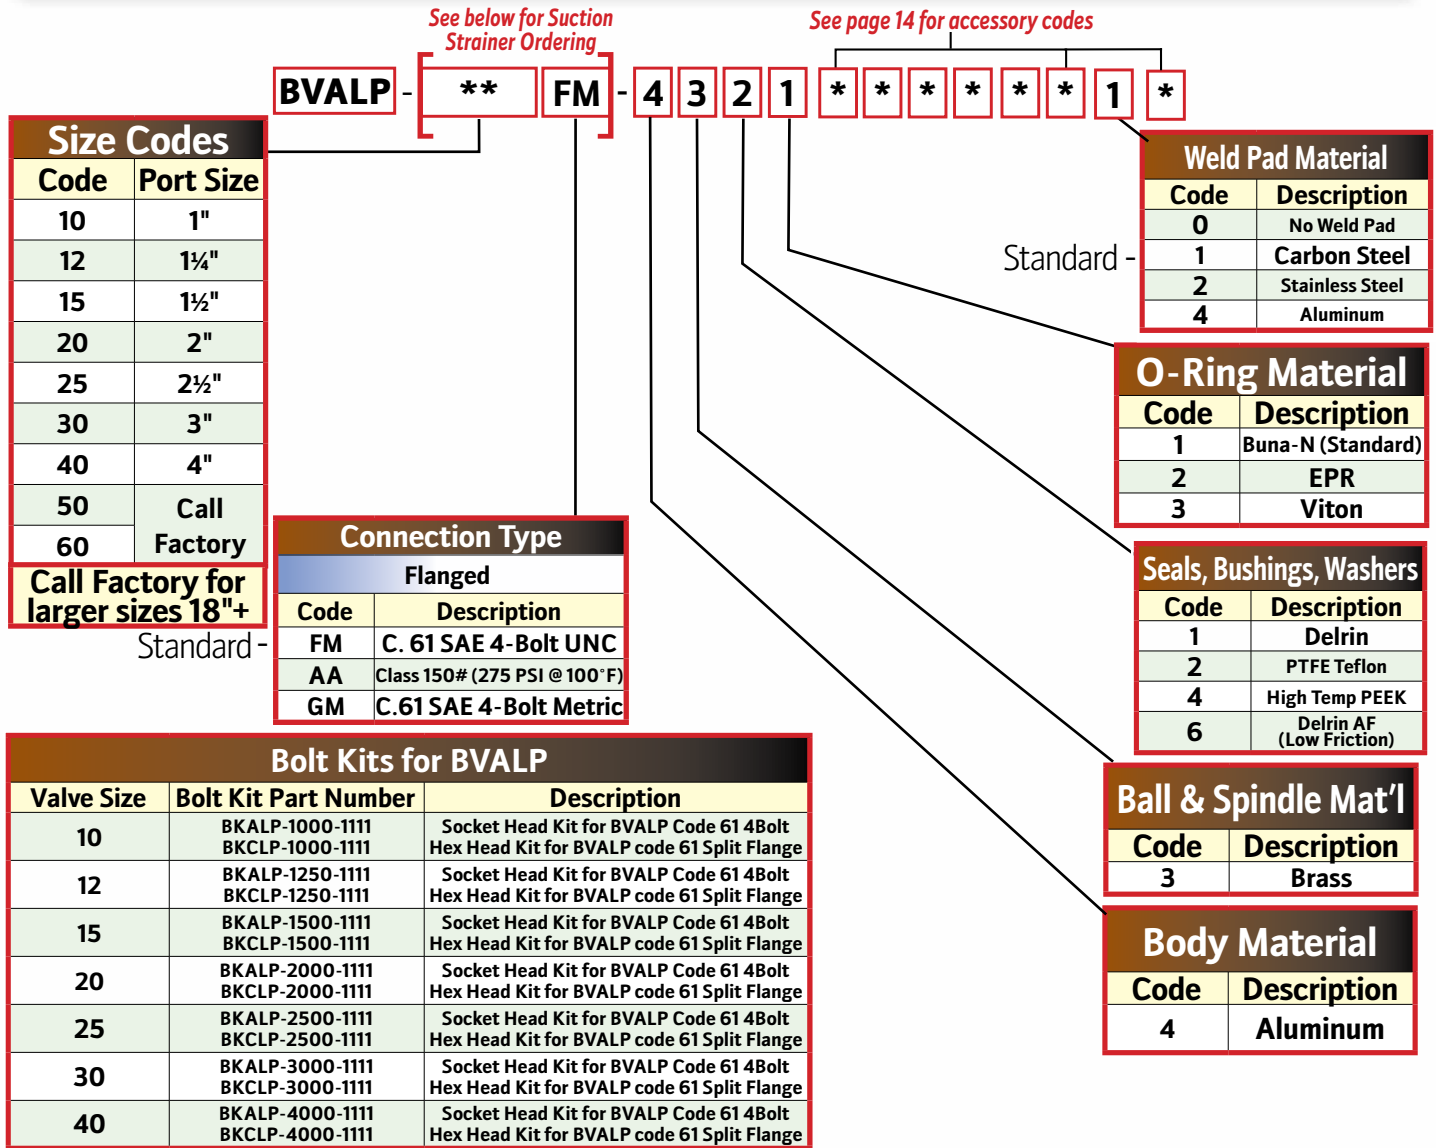 See below for Suction
Strainer Ordering
See page 14 for accessory codes
BVALP - ** FM - 4 3 2 1 * * * * * * 1 *
Size Codes
Code Port Size
10 1"
12 1¼"
15 1½"
20 2"
25 2½"
30 3"
40 4"
50 Call
60 Factory
Call Factory for
larger sizes 18"+
Weld Pad Material
Code Description
0 No Weld Pad
Standard - 1 Carbon Steel
2 Stainless Steel
4 Aluminum
O-Ring Material
Code Description
1 Buna-N (Standard)
2 EPR
3 Viton
Connection Type
Flanged
Code Description
Standard - FM C. 61 SAE 4-Bolt UNC
AA Class 150# (275 PSI @ 100°F)
GM C.61 SAE 4-Bolt Metric
Seals, Bushings, Washers
Code Description
1 Delrin
2 PTFE Teflon
4 High Temp PEEK
6 Delrin AF
(Low Friction)
Ball & Spindle Mat'l
Code Description
3 Brass
Body Material
Code Description
4 Aluminum
Bolt Kits for BVALP
Valve Size Bolt Kit Part Number Description
10 BKALP-1000-1111 Socket Head Kit for BVALP Code 61 4Bolt
BKCLP-1000-1111 Hex Head Kit for BVALP code 61 Split Flange
12 BKALP-1250-1111 Socket Head Kit for BVALP Code 61 4Bolt
BKCLP-1250-1111 Hex Head Kit for BVALP code 61 Split Flange
15 BKALP-1500-1111 Socket Head Kit for BVALP Code 61 4Bolt
BKCLP-1500-1111 Hex Head Kit for BVALP code 61 Split Flange
20 BKALP-2000-1111 Socket Head Kit for BVALP Code 61 4Bolt
BKCLP-2000-1111 Hex Head Kit for BVALP code 61 Split Flange
25 BKALP-2500-1111 Socket Head Kit for BVALP Code 61 4Bolt
BKCLP-2500-1111 Hex Head Kit for BVALP code 61 Split Flange
30 BKALP-3000-1111 Socket Head Kit for BVALP Code 61 4Bolt
BKCLP-3000-1111 Hex Head Kit for BVALP code 61 Split Flange
40 BKALP-4000-1111 Socket Head Kit for BVALP Code 61 4Bolt
BKCLP-4000-1111 Hex Head Kit for BVALP code 61 Split Flange